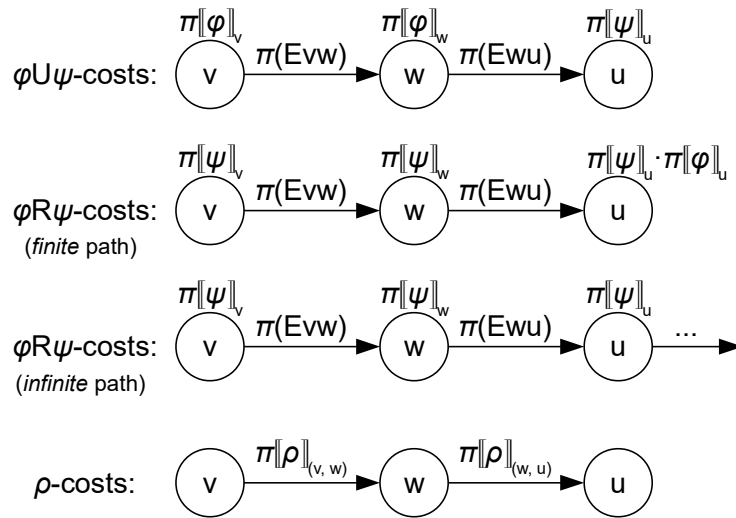 π⟦φ⟧ᵥ π⟦φ⟧w π⟦ψ⟧ᵤ
φUψ-costs: v π(Evw) w π(Ewu) u
π⟦ψ⟧ᵥ π⟦ψ⟧w π⟦ψ⟧ᵤ·π⟦φ⟧ᵤ
φRψ-costs: v π(Evw) w π(Ewu) u
(finite path)
π⟦ψ⟧ᵥ π⟦ψ⟧w π⟦ψ⟧ᵤ
φRψ-costs: v π(Evw) w π(Ewu) u ...
(infinite path)
π⟦ρ⟧(v, w) π⟦ρ⟧(w, u)
ρ-costs: v w u